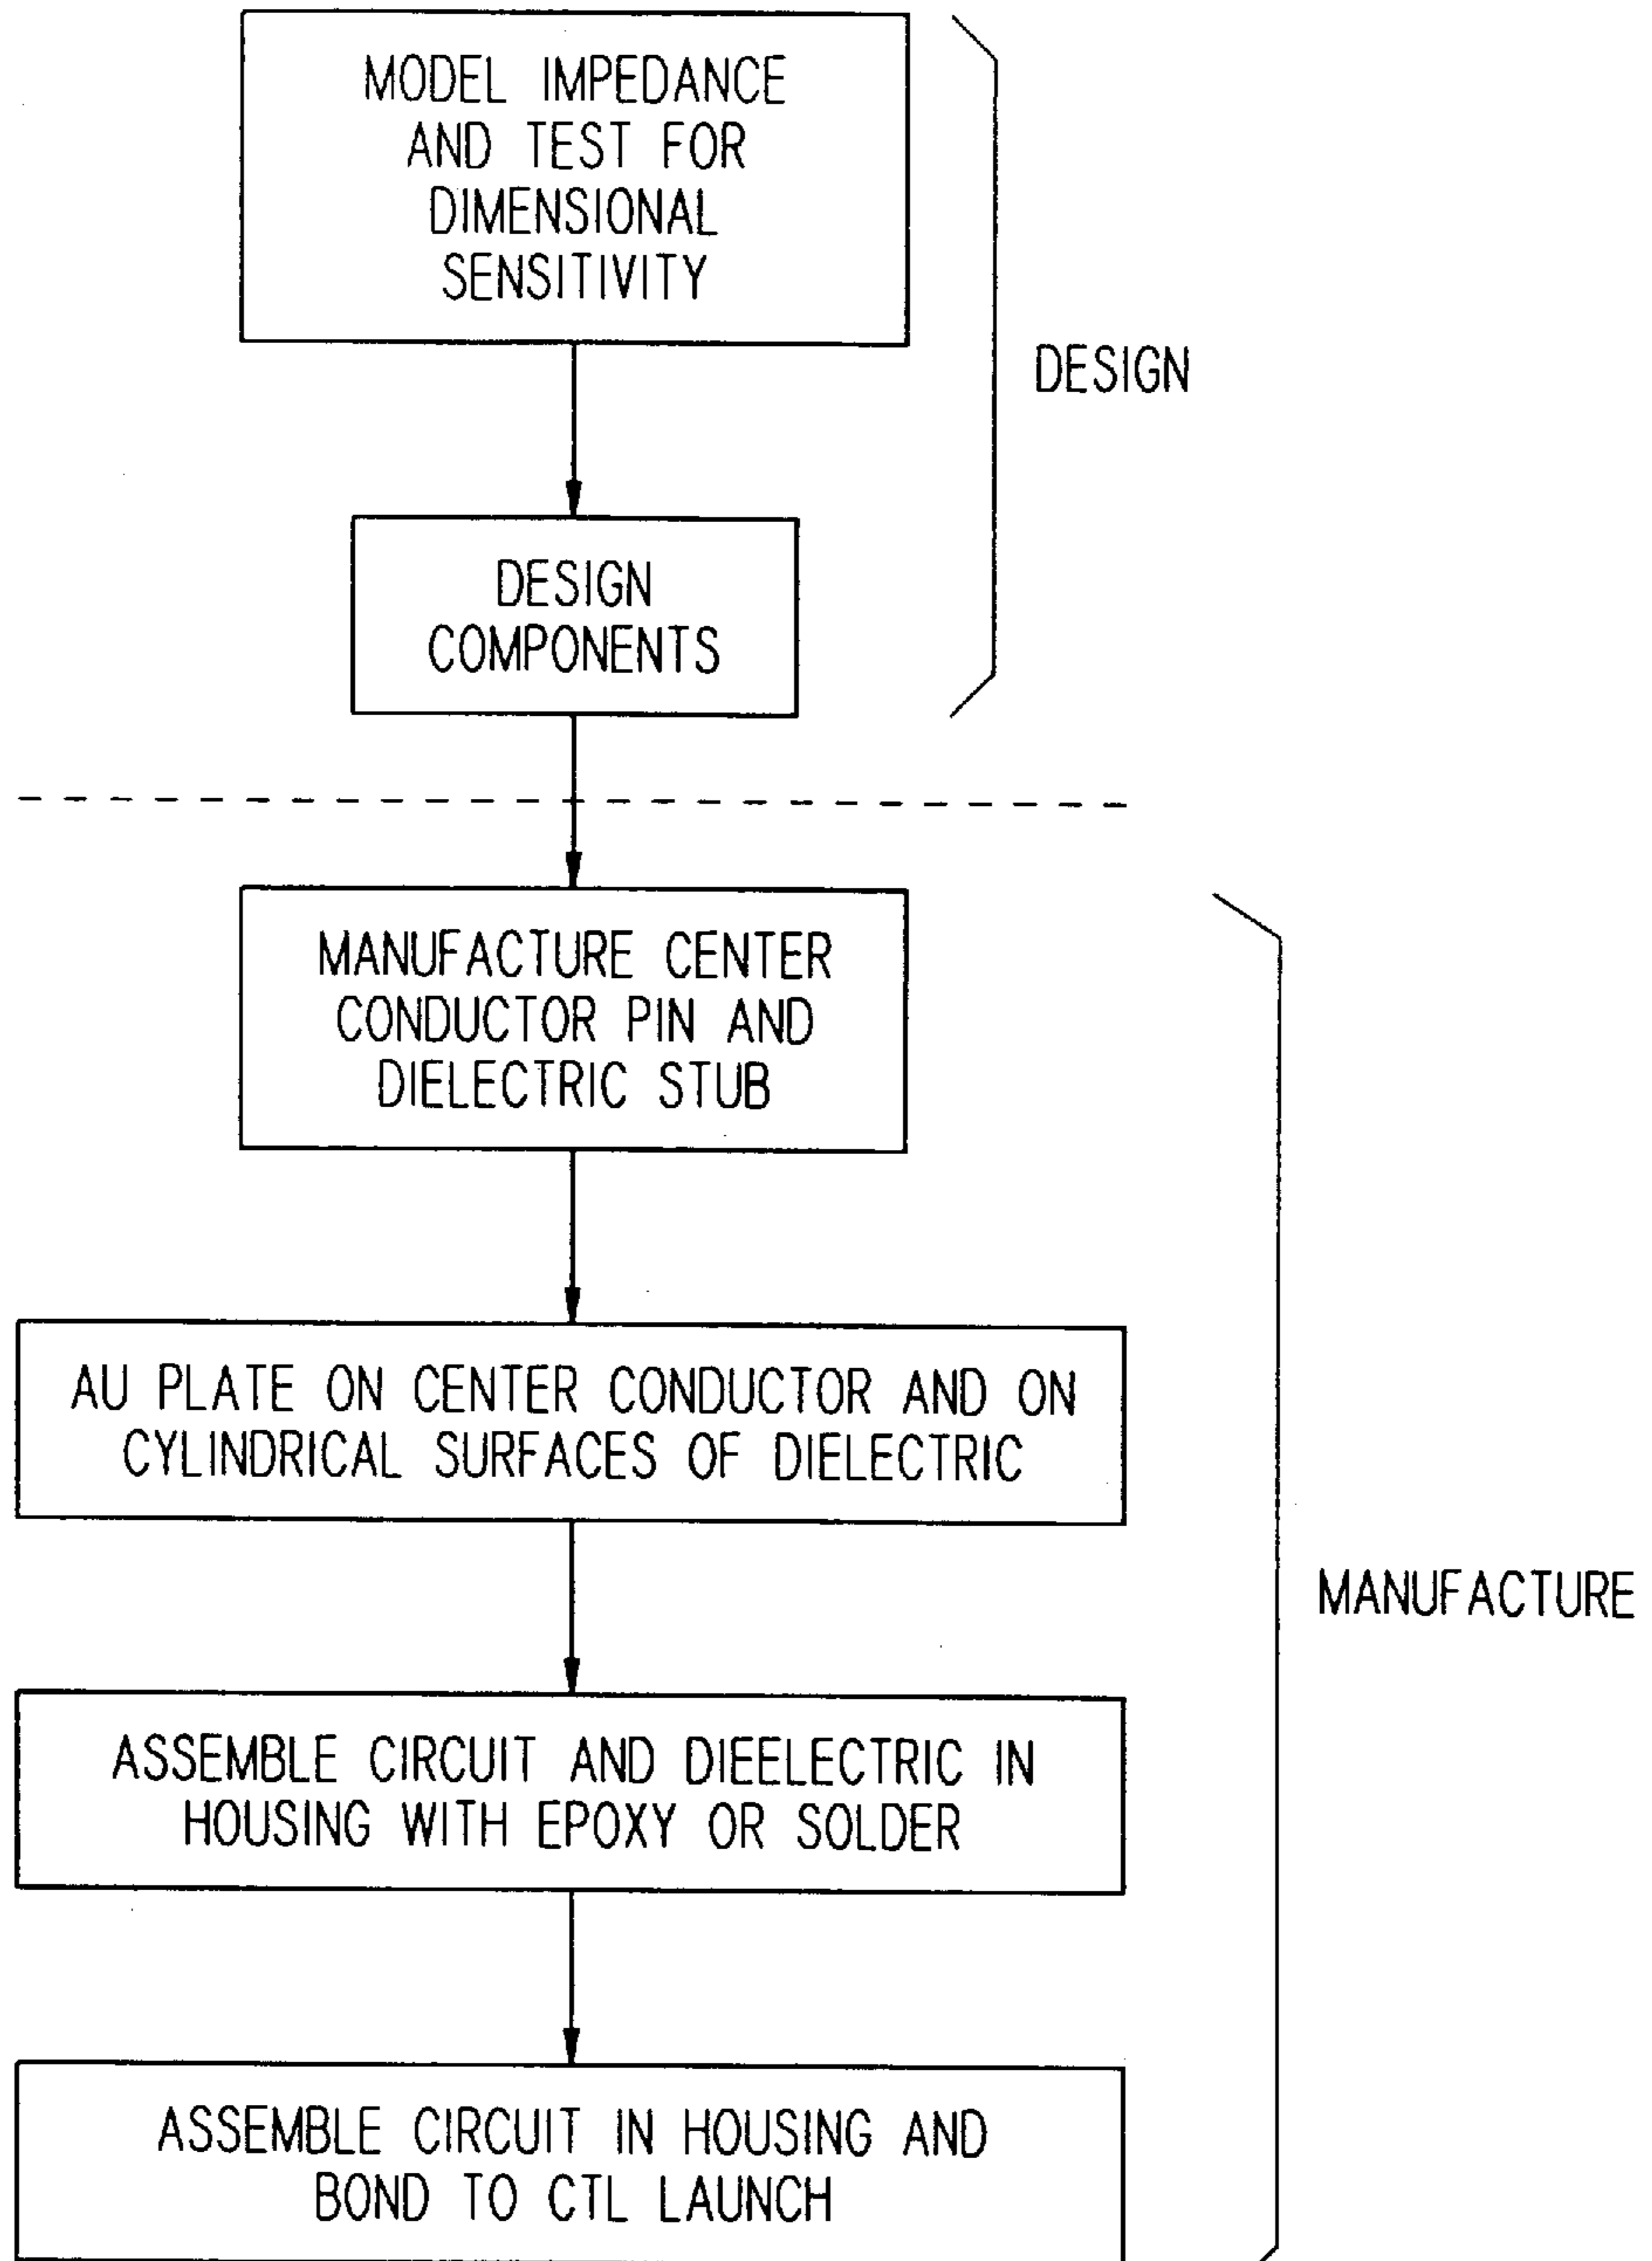 MODEL IMPEDANCE
AND TEST FOR
DIMENSIONAL
SENSITIVITY
DESIGN
DESIGN
COMPONENTS
MANUFACTURE CENTER
CONDUCTOR PIN AND
DIELECTRIC STUB
AU PLATE ON CENTER CONDUCTOR AND ON
CYLINDRICAL SURFACES OF DIELECTRIC
MANUFACTURE
ASSEMBLE CIRCUIT AND DIEELECTRIC IN
HOUSING WITH EPOXY OR SOLDER
ASSEMBLE CIRCUIT IN HOUSING AND
BOND TO CTL LAUNCH